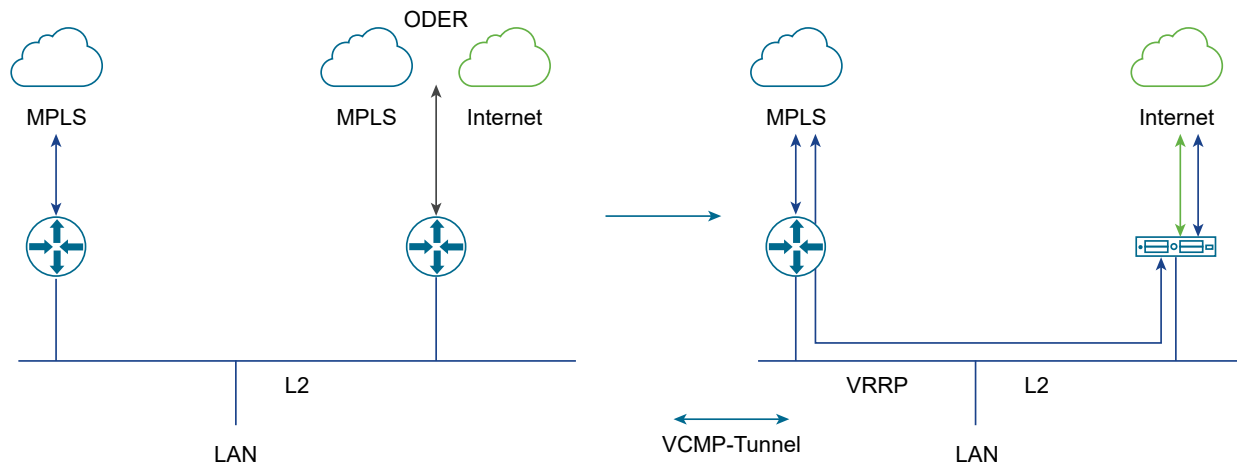 ODER
MPLS
MPLS
Internet
MPLS
Internet
L2
VRRP
L2
LAN
VCMP-Tunnel
LAN